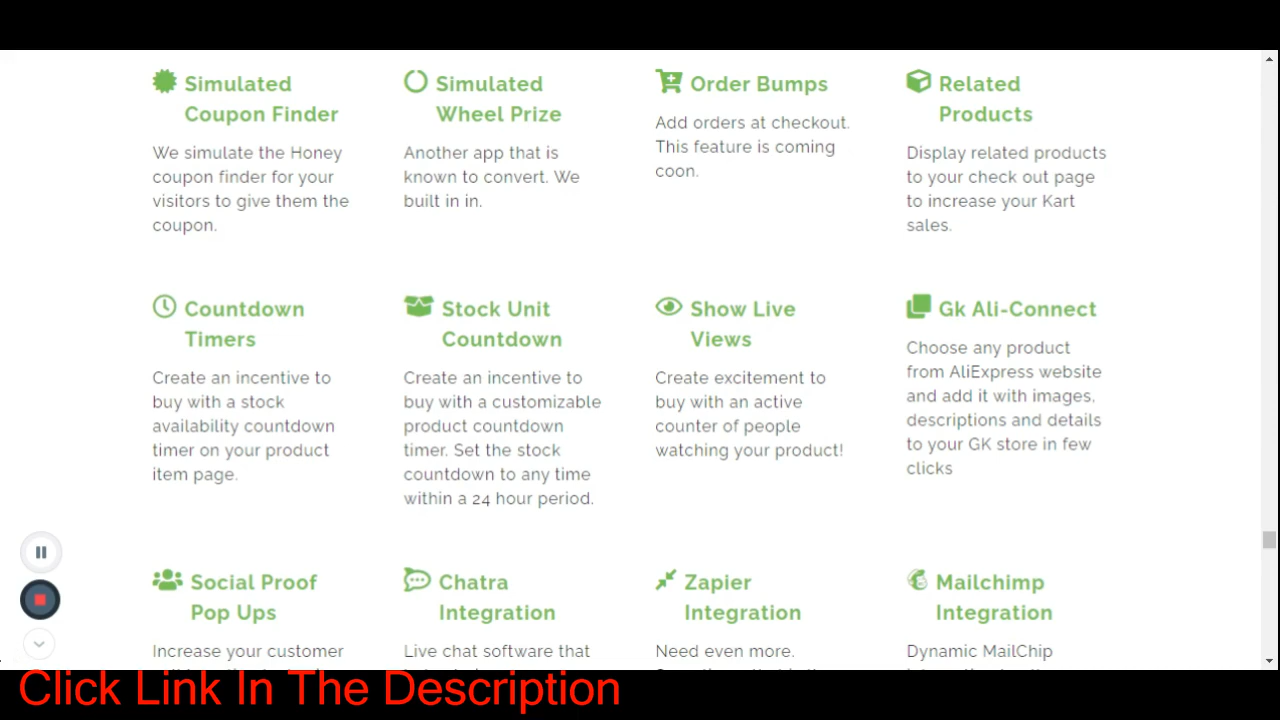 Simulated
Coupon Finder
We simulate the Honey
coupon finder for your
visitors to give them the
coupon.
Simulated
Wheel Prize
Another app that is
known to convert. We
built in in.
Order Bumps
Add orders at checkout.
This feature is coming
coon.
Related
Products
Display related products
to your check out page
to increase your Kart
sales.
Countdown
Timers
Create an incentive to
buy with a stock
availability countdown
timer on your product
item page.
Stock Unit
Countdown
Create an incentive to
buy with a customizable
product countdown
timer. Set the stock
countdown to any time
within a 24 hour period.
Show Live
Views
Create excitement to
buy with an active
counter of people
watching your product!
Gk Ali-Connect
Choose any product
from AliExpress website
and add it with images,
descriptions and details
to your GK store in few
clicks
Social Proof
Pop Ups
Increase your customer
Chatra
Integration
Live chat software that
Zapier
Integration
Need even more.
Mailchimp
Integration
Dynamic MailChip
Click Link In The Description